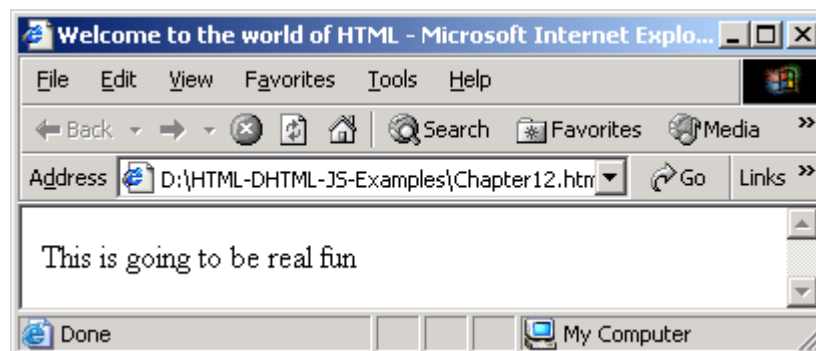 Welcome to the world of HTML - Microsoft Internet Explo...
File Edit View Favorites Tools Help
Back Search Favorites Media »
Address D:\HTML-DHTML-JS-Examples\Chapter12.htm Go Links »
This is going to be real fun
Done My Computer